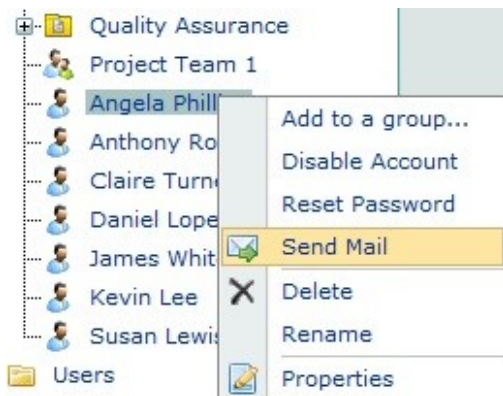 Quality Assurance
Project Team 1
Angela Phill
Anthony Ro
Claire Turn
Daniel Lope
James Whit
Kevin Lee
Susan Lewis
Users
Add to a group...
Disable Account
Reset Password
Send Mail
Delete
Rename
Properties